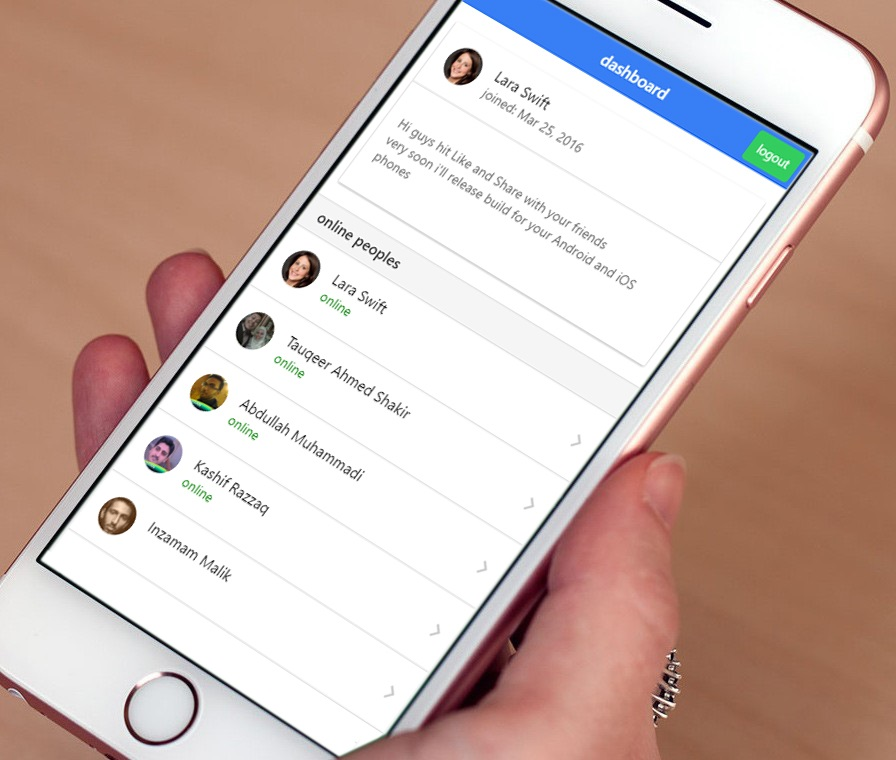 dashboard
logout
Lara Swift
joined: Mar 25, 2016
Hi guys hit Like and Share with your friends
very soon i'll release build for your Android and iOS
phones
online peoples
Lara Swift
online
Tauqeer Ahmed Shakir
online
Abdullah Muhammadi
online
Kashif Razzaq
online
Inzamam Malik